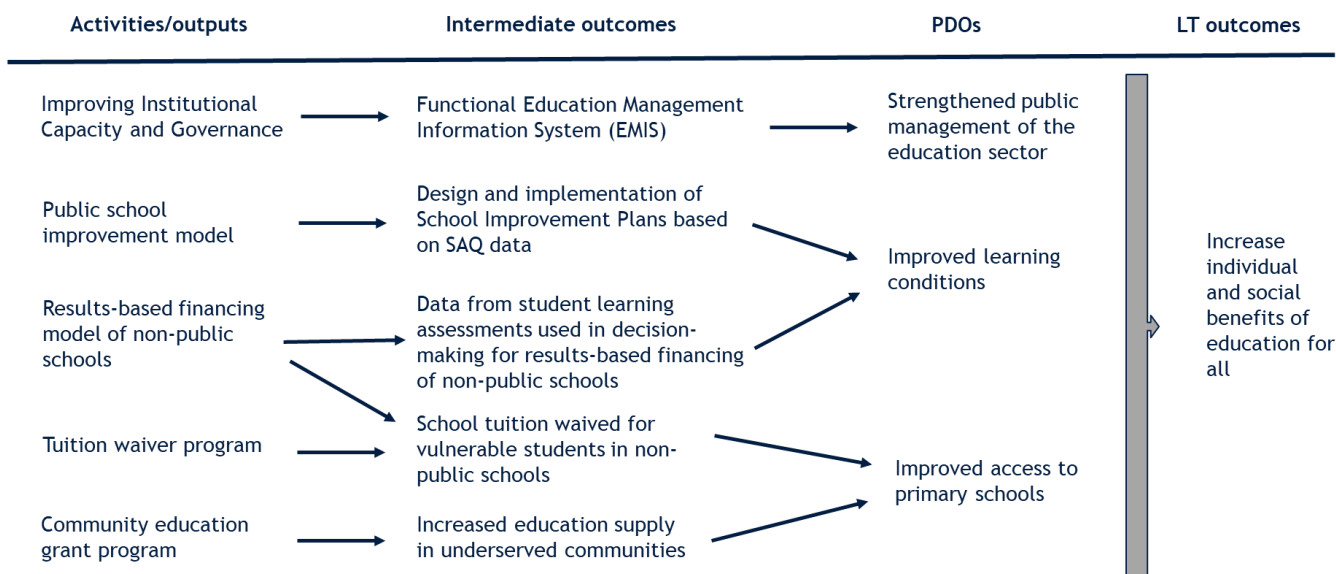 Activities/outputs
Intermediate outcomes
PDOs
LT outcomes
Improving Institutional
Capacity and Governance
Functional Education Management
Information System (EMIS)
Strengthened public
management of the
education sector
Public school
improvement model
Design and implementation of
School Improvement Plans based
on SAQ data
Improved learning
conditions
Results-based financing
model of non-public
schools
Data from student learning
assessments used in decision-
making for results-based financing
of non-public schools
Tuition waiver program
School tuition waived for
vulnerable students in non-
public schools
Improved access to
primary schools
Community education
grant program
Increased education supply
in underserved communities
Increase
individual
and social
benefits of
education for
all